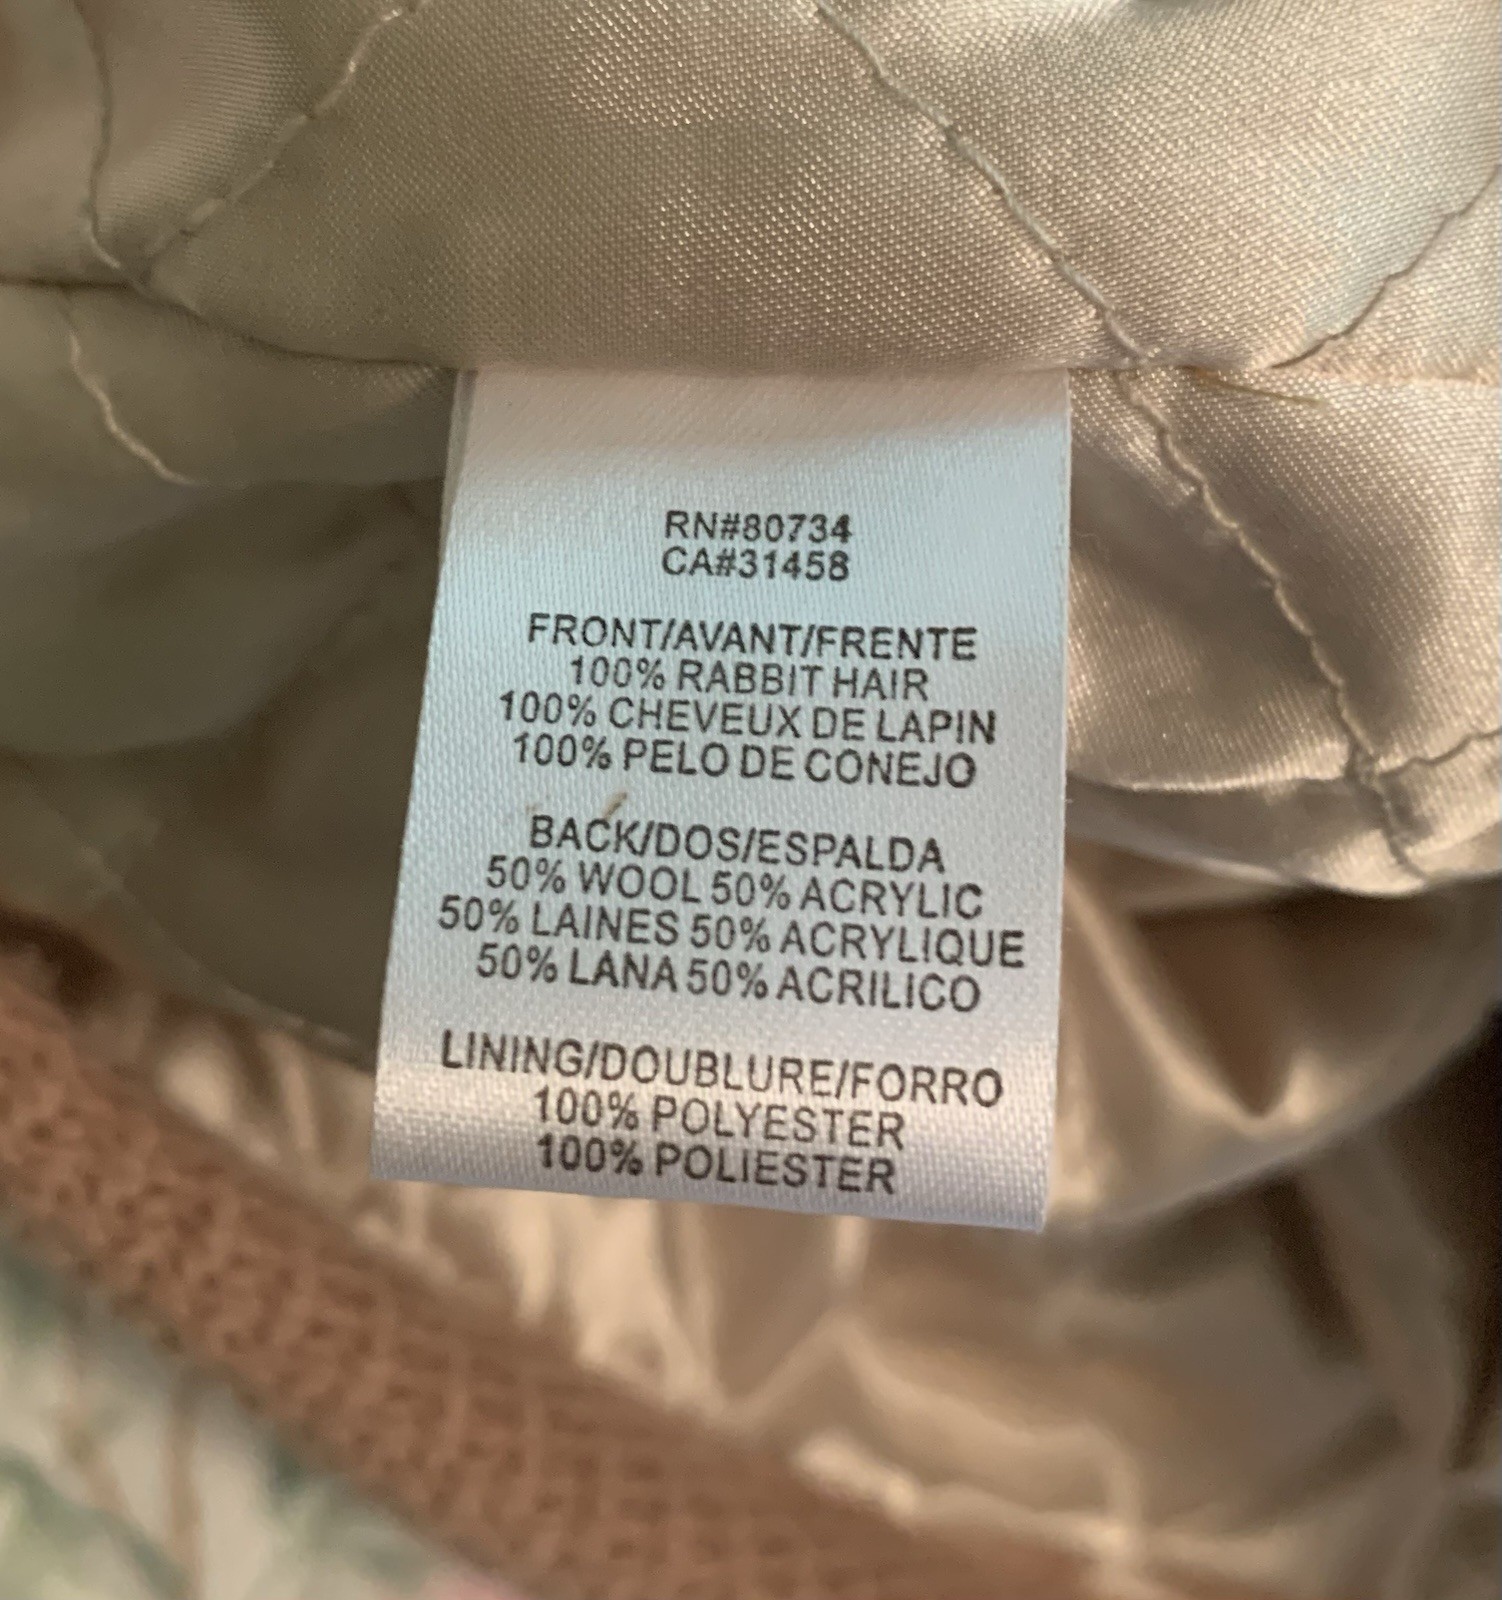 RN#80734
CA#31458
FRONT/AVANT/FRENTE
100% RABBIT HAIR
100% CHEVEUX DE LAPIN
100% PELO DE CONEJO
BACK/DOS/ESPALDA
50% WOOL 50% ACRYLIC
50% LAINES 50% ACRYLIQUE
50% LANA 50% ACRILICO
LINING/DOUBLURE/FORRO
100% POLYESTER
100% POLIESTER